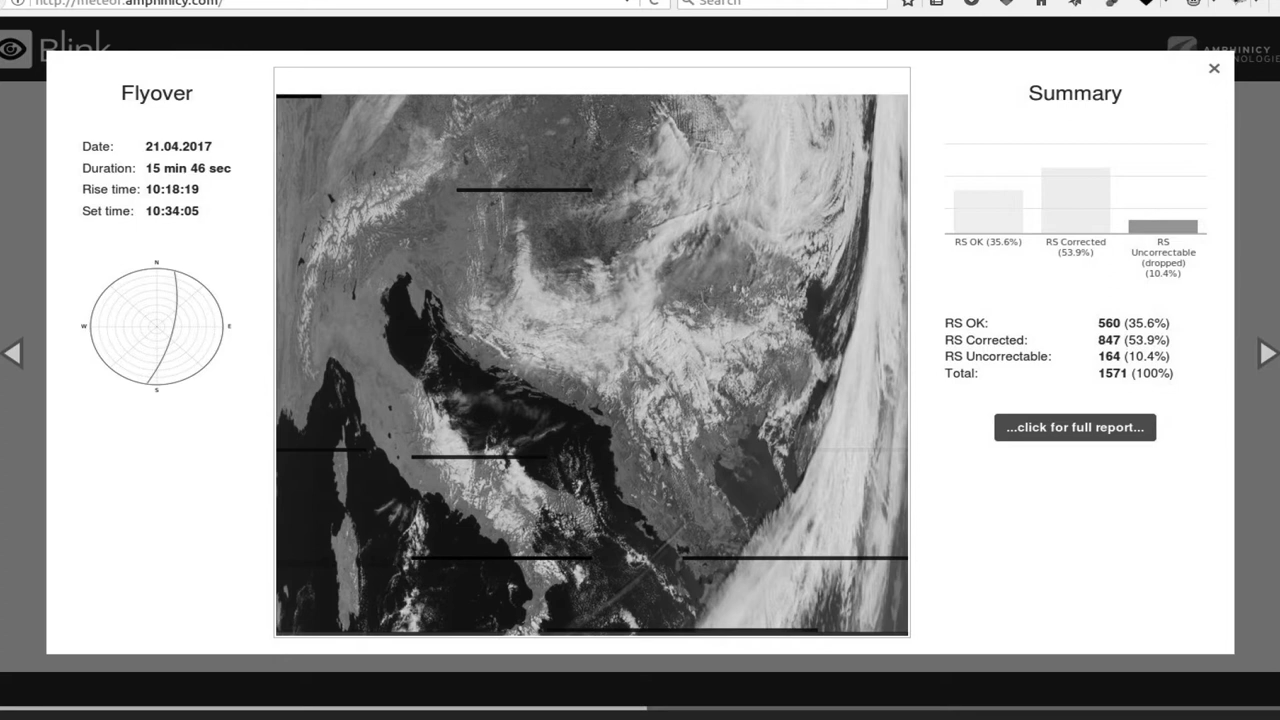 http://meteor.amphinicy.com/
Search
Blink
AMPHINICY
Flyover
Date: 21.04.2017
Duration: 15 min 46 sec
Rise time: 10:18:19
Set time: 10:34:05
N
W
E
S
×
Summary
RS OK (35.6%)
RS Corrected
(53.9%)
RS
Uncorrectable
(dropped)
(10.4%)
RS OK: 560 (35.6%)
RS Corrected: 847 (53.9%)
RS Uncorrectable: 164 (10.4%)
Total: 1571 (100%)
...click for full report...